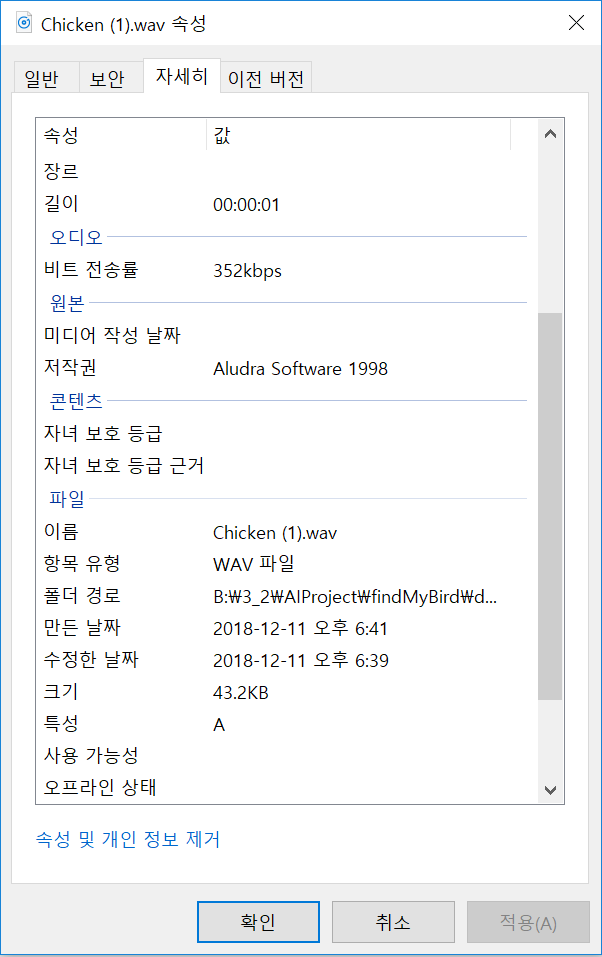 Chicken (1).wav 속성
일반 보안 자세히 이전 버전
속성 값
장르
길이 00:00:01
오디오
비트 전송률 352kbps
원본
미디어 작성 날짜
저작권 Aludra Software 1998
콘텐츠
자녀 보호 등급
자녀 보호 등급 근거
파일
이름 Chicken (1).wav
항목 유형 WAV 파일
폴더 경로 B:₩3_2₩AIProject₩findMyBird₩d...
만든 날짜 2018-12-11 오후 6:41
수정한 날짜 2018-12-11 오후 6:39
크기 43.2KB
특성 A
사용 가능성
오프라인 상태
속성 및 개인 정보 제거
확인 취소 적용(A)